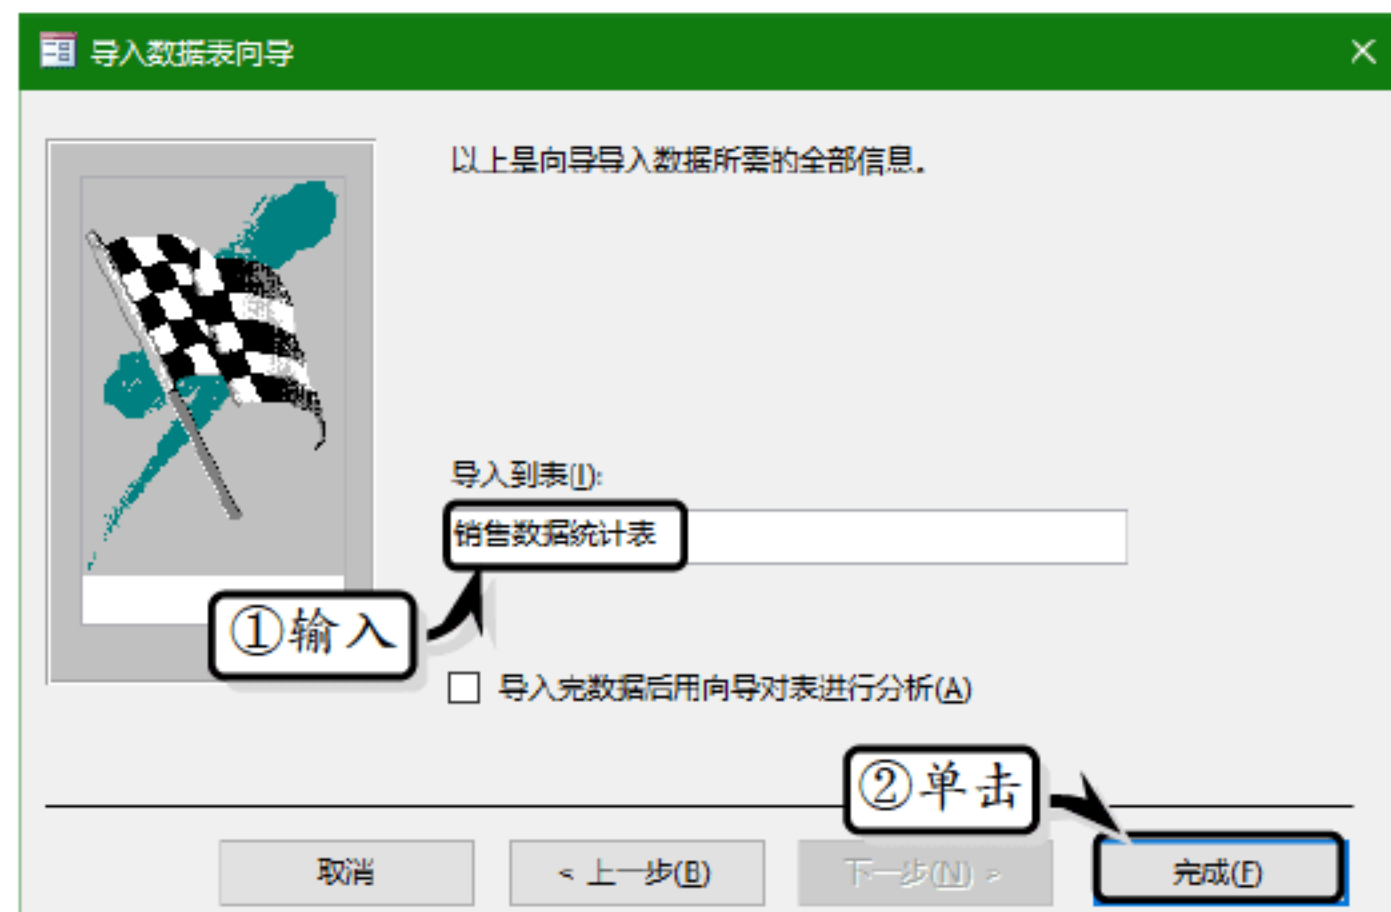 导入数据表向导
以上是向导导入数据所需的全部信息。
导入到表(I):
销售数据统计表
①输入
导入完数据后用向导对表进行分析(A)
②单击
取消 < 上一步(B) 下一步(N) > 完成(F)